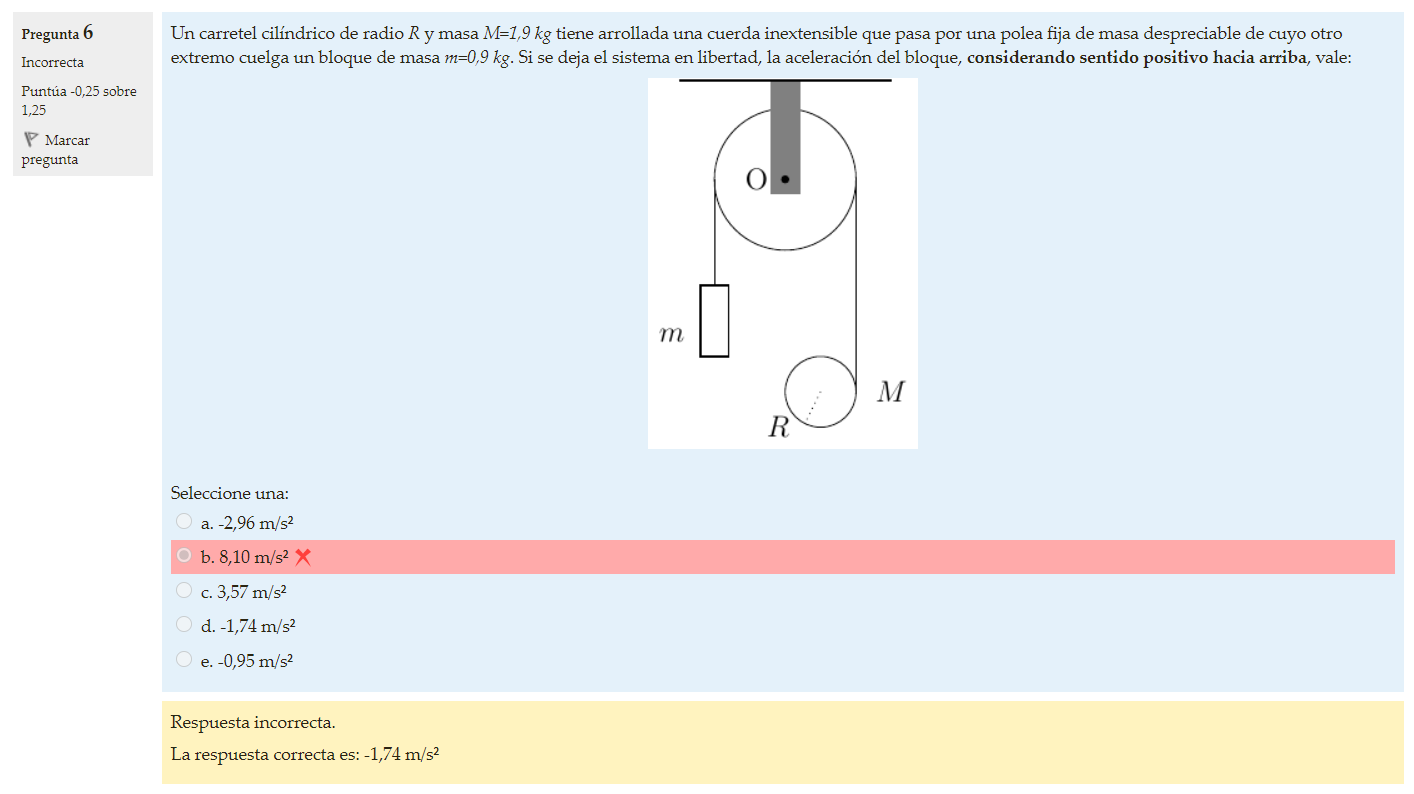 Pregunta 6
Incorrecta
Puntúa -0,25 sobre
1,25
Marcar
pregunta
Un carretel cilíndrico de radio R y masa M=1,9 kg tiene arrollada una cuerda inextensible que pasa por una polea fija de masa despreciable de cuyo otro
extremo cuelga un bloque de masa m=0,9 kg. Si se deja el sistema en libertad, la aceleración del bloque, considerando sentido positivo hacia arriba, vale:
O
m
M
R
Seleccione una:
a. -2,96 m/s²
b. 8,10 m/s²
c. 3,57 m/s²
d. -1,74 m/s²
e. -0,95 m/s²
Respuesta incorrecta.
La respuesta correcta es: -1,74 m/s²